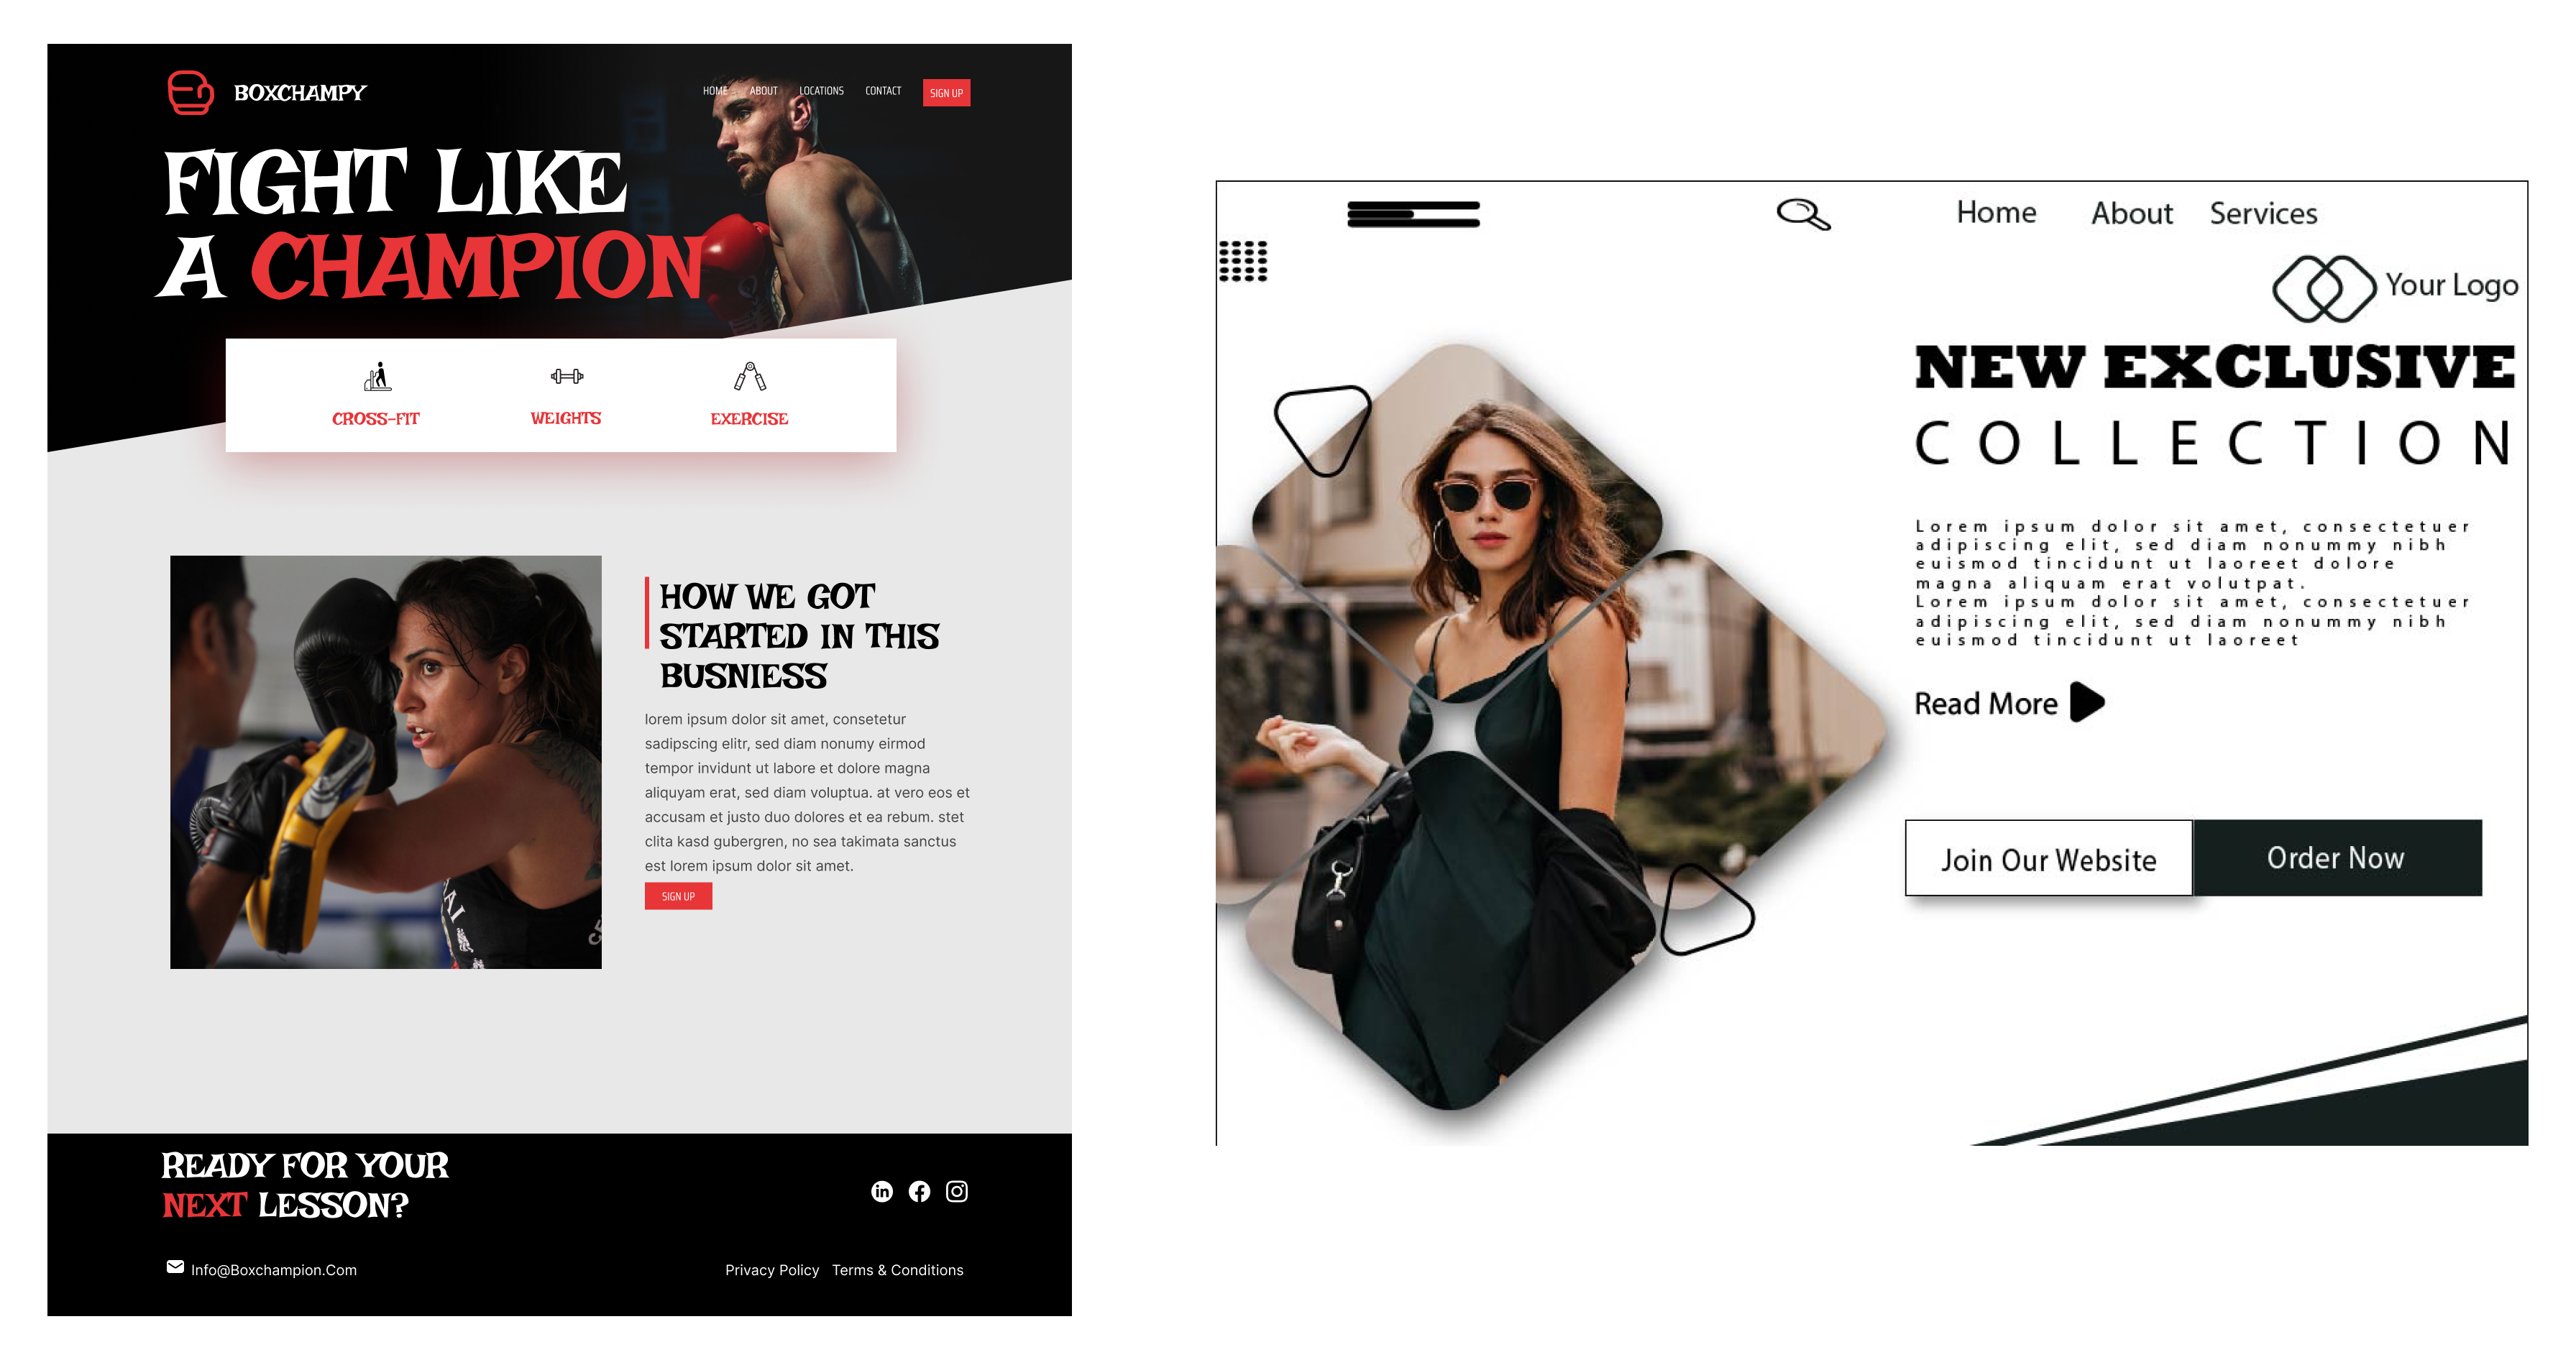 BOXCHAMPY
HOME ABOUT LOCATIONS CONTACT SIGN UP
FIGHT LIKE
A CHAMPION
CROSS-FIT WEIGHTS EXERCISE
HOW WE GOT
STARTED IN THIS
BUSNIESS
lorem ipsum dolor sit amet, consetetur
sadipscing elitr, sed diam nonumy eirmod
tempor invidunt ut labore et dolore magna
aliquyam erat, sed diam voluptua. at vero eos et
accusam et justo duo dolores et ea rebum. stet
clita kasd gubergren, no sea takimata sanctus
est lorem ipsum dolor sit amet.
SIGN UP
READY FOR YOUR
NEXT LESSON?
Info@Boxchampion.Com
Privacy Policy Terms & Conditions
Home About Services
Your Logo
NEW EXCLUSIVE
COLLECTION
Lorem ipsum dolor sit amet, consectetuer
adipiscing elit, sed diam nonummy nibh
euismod tincidunt ut laoreet dolore
magna aliquam erat volutpat.
Lorem ipsum dolor sit amet, consectetuer
adipiscing elit, sed diam nonummy nibh
euismod tincidunt ut laoreet
Read More
Join Our Website Order Now